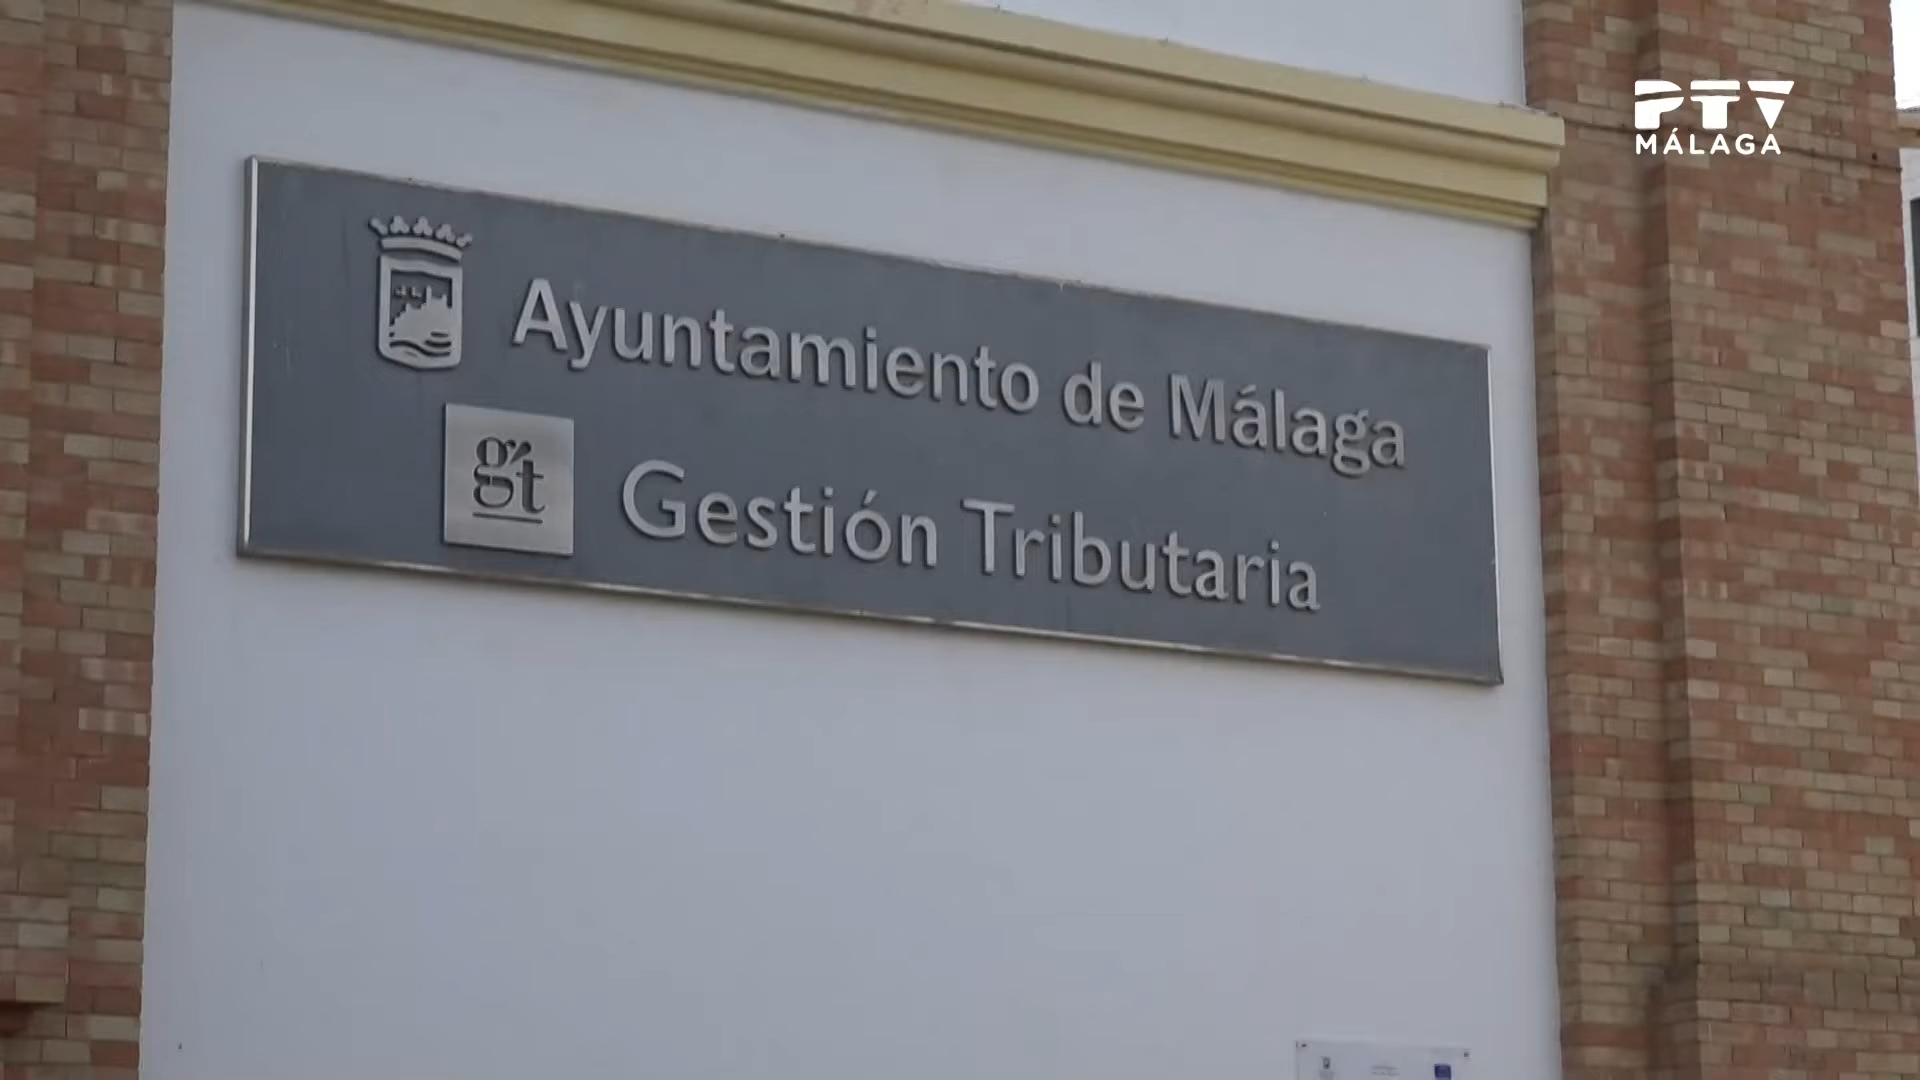 PTV
MÁLAGA
Ayuntamiento de Málaga
gt
Gestión Tributaria